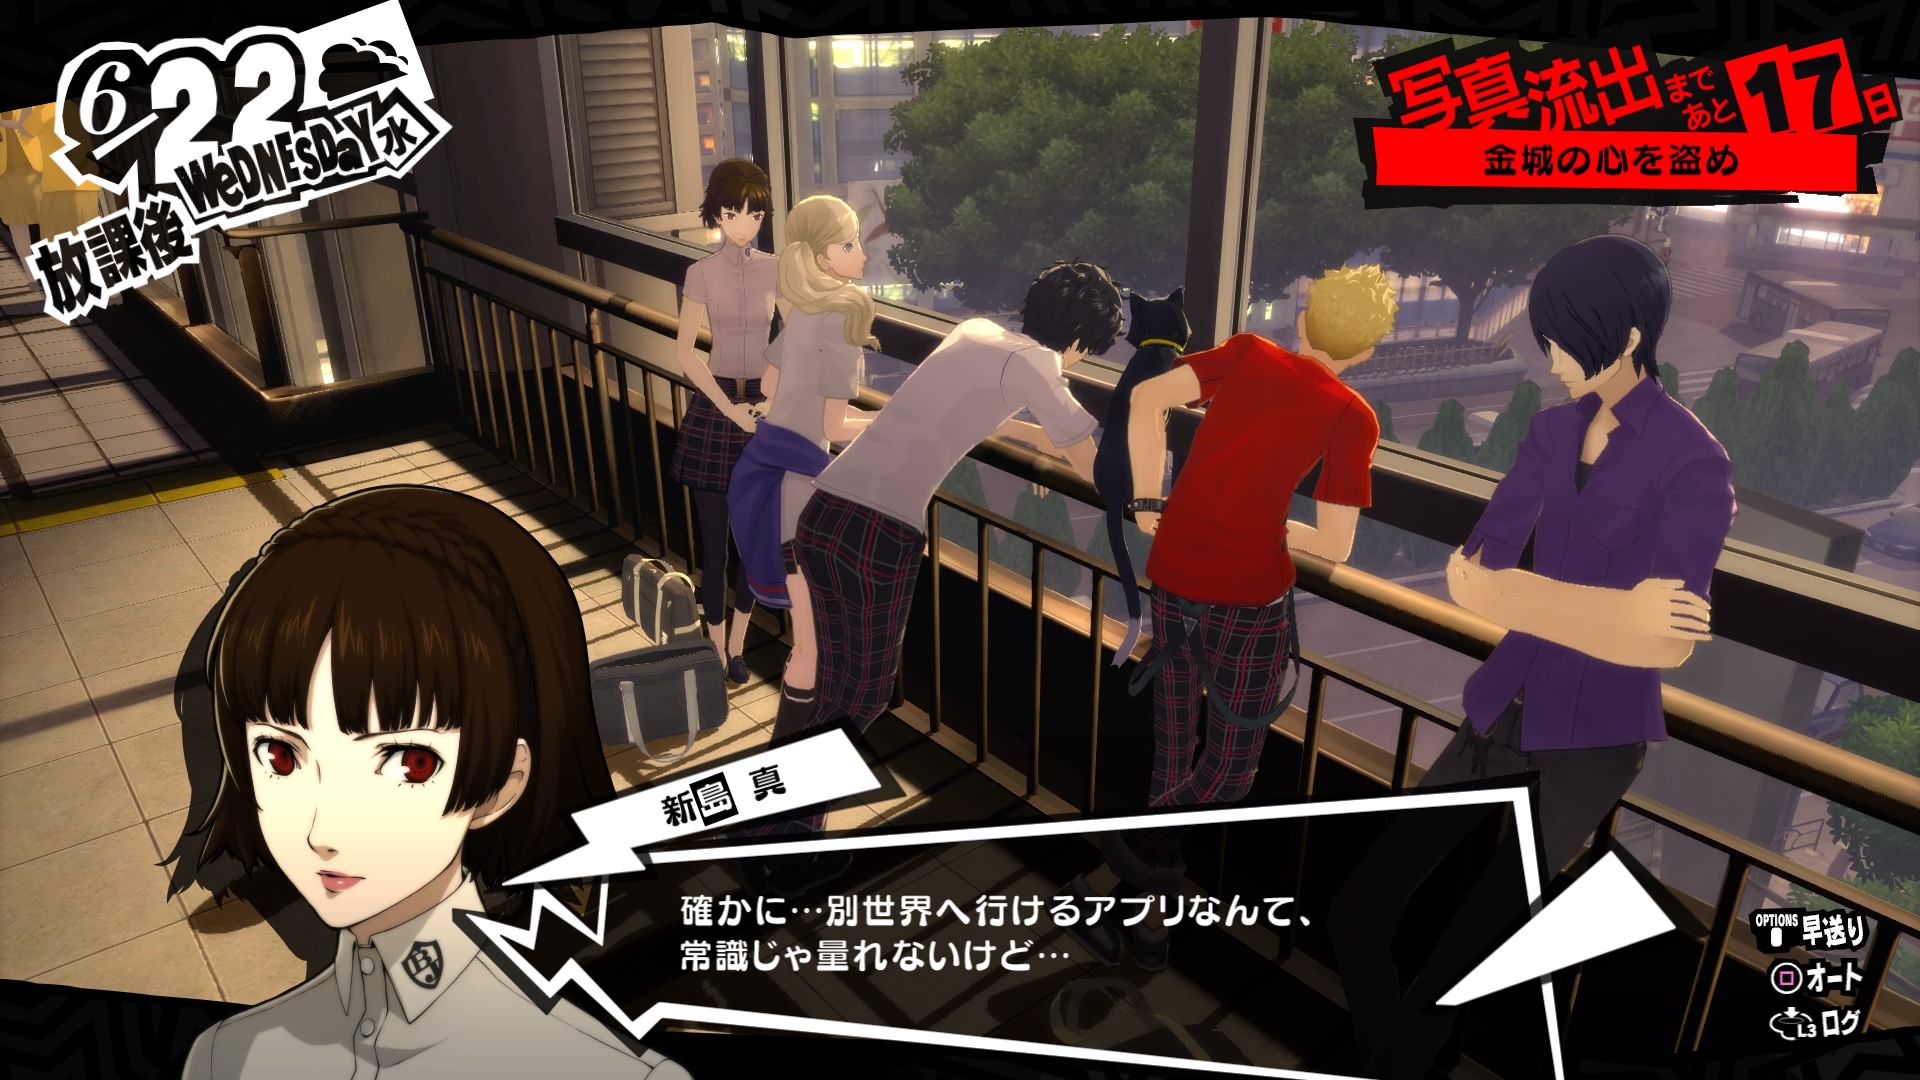 6/22
WeDNESDaY 水
放課後
写真流出まであと17日
金城の心を盗め
新島 真
確かに…別世界へ行けるアプリなんて、
常識じゃ量れないけど…
OPTIONS 早送り
オート
L3 ログ